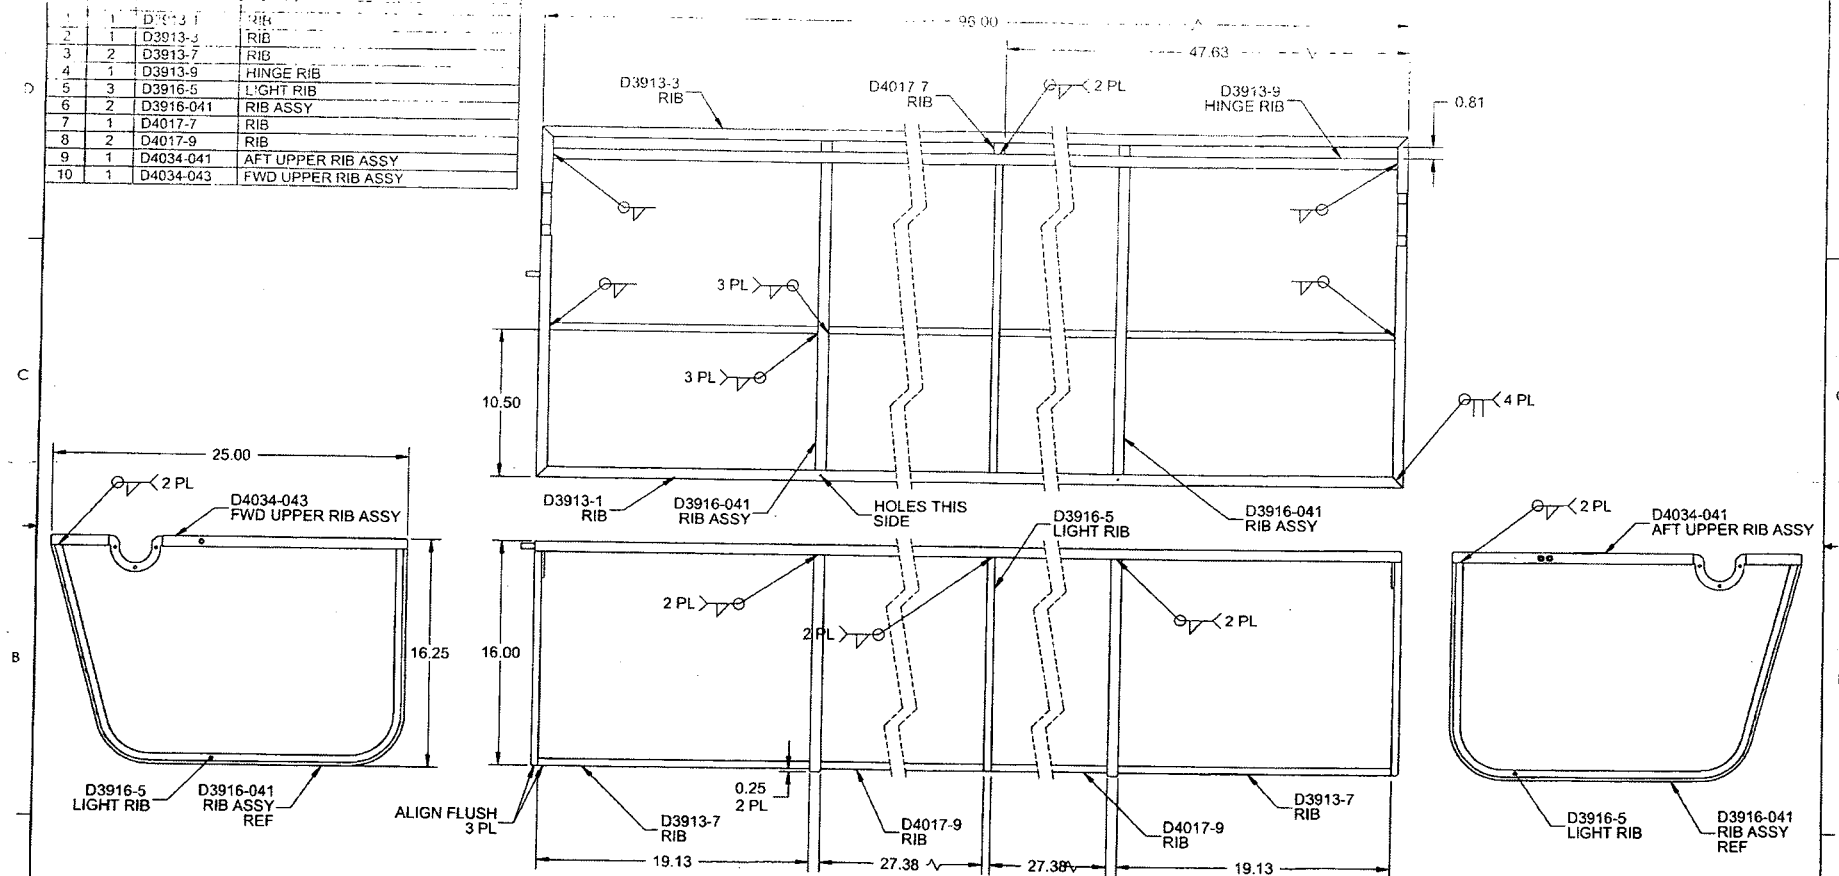 1 1 D3913-1 RIB
2 1 D3913-3 RIB
3 2 D3913-7 RIB
4 1 D3913-9 HINGE RIB
5 3 D3916-5 LIGHT RIB
6 2 D3916-041 RIB ASSY
7 1 D4017-7 RIB
8 2 D4017-9 RIB
9 1 D4034-041 AFT UPPER RIB ASSY
10 1 D4034-043 FWD UPPER RIB ASSY
96.00
47.63
D3913-3
RIB
D4017 7
RIB
2 PL
D3913-9
HINGE RIB
0.81
D
3 PL
3 PL
C
10.50
4 PL
25.00
2 PL
D4034-043
FWD UPPER RIB ASSY
D3913-1
RIB
D3916-041
RIB ASSY
HOLES THIS
SIDE
D3916-5
LIGHT RIB
D3916-041
RIB ASSY
2 PL
D4034-041
AFT UPPER RIB ASSY
2 PL
2 PL
2 PL
B
16.25
16.00
D3916-5
LIGHT RIB
D3916-041
RIB ASSY
REF
ALIGN FLUSH
3 PL
D3913-7
RIB
0.25
2 PL
D4017-9
RIB
D4017-9
RIB
D3913-7
RIB
D3916-5
LIGHT RIB
D3916-041
RIB ASSY
REF
19.13
27.38
27.38
19.13